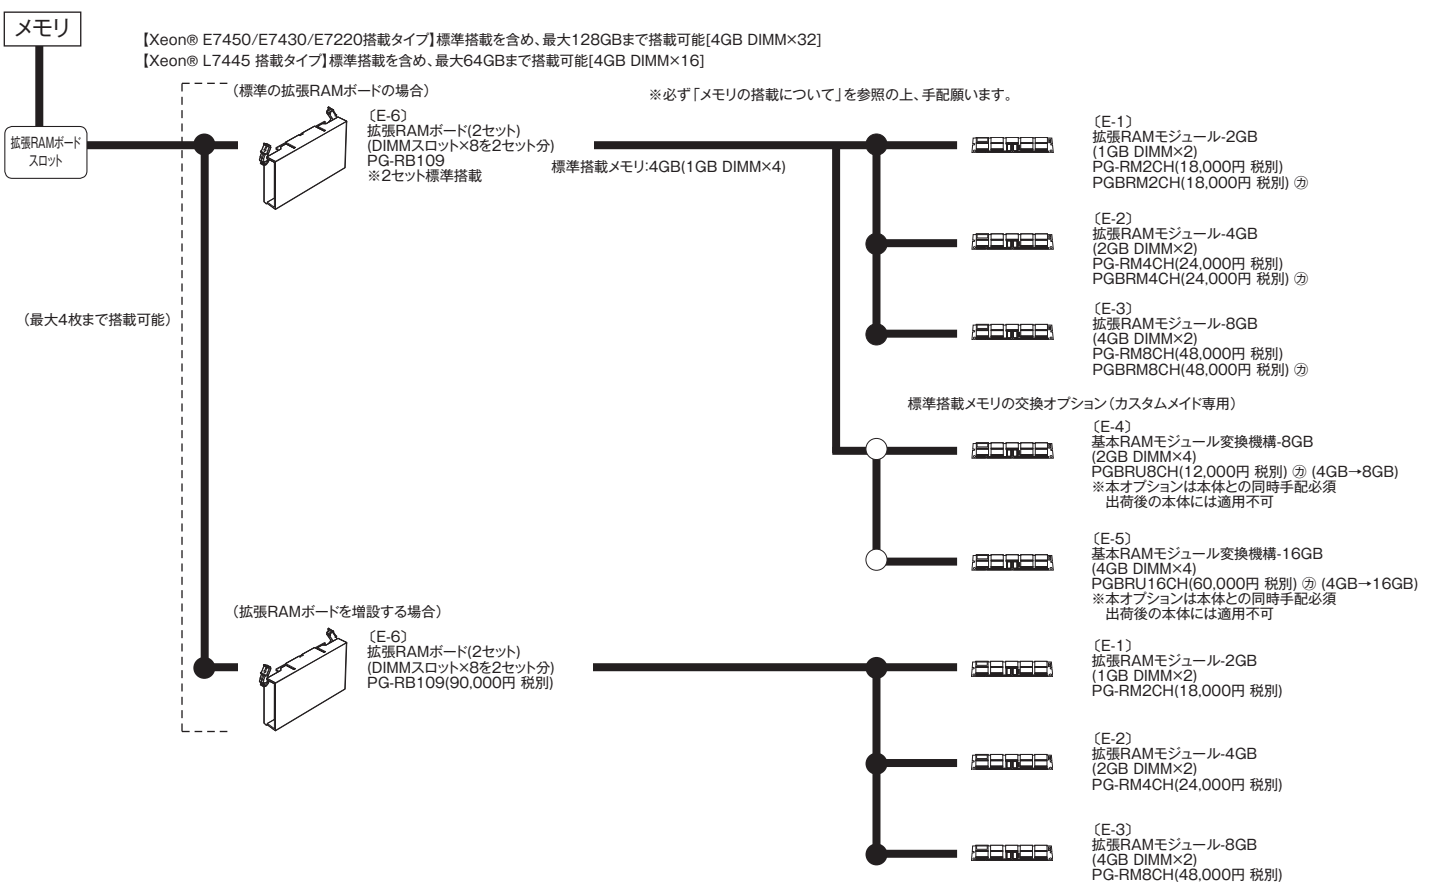 メモリ
【Xeon® E7450/E7430/E7220搭載タイプ】標準搭載を含め、最大128GBまで搭載可能[4GB DIMM×32]
【Xeon® L7445 搭載タイプ】標準搭載を含め、最大64GBまで搭載可能[4GB DIMM×16]
（標準の拡張RAMボードの場合）
※必ず「メモリの搭載について」を参照の上、手配願います。
拡張RAMボード
スロット
〔E-6〕
拡張RAMボード(2セット)
(DIMMスロット×8を2セット分)
PG-RB109
※2セット標準搭載
標準搭載メモリ:4GB(1GB DIMM×4)
〔E-1〕
拡張RAMモジュール-2GB
(1GB DIMM×2)
PG-RM2CH(18,000円 税別)
PGBRM2CH(18,000円 税別) ㋕
〔E-2〕
拡張RAMモジュール-4GB
(2GB DIMM×2)
PG-RM4CH(24,000円 税別)
PGBRM4CH(24,000円 税別) ㋕
（最大4枚まで搭載可能）
〔E-3〕
拡張RAMモジュール-8GB
(4GB DIMM×2)
PG-RM8CH(48,000円 税別)
PGBRM8CH(48,000円 税別) ㋕
標準搭載メモリの交換オプション（カスタムメイド専用）
〔E-4〕
基本RAMモジュール変換機構-8GB
(2GB DIMM×4)
PGBRU8CH(12,000円 税別) ㋕ (4GB→8GB)
※本オプションは本体との同時手配必須
出荷後の本体には適用不可
〔E-5〕
基本RAMモジュール変換機構-16GB
(4GB DIMM×4)
PGBRU16CH(60,000円 税別) ㋕ (4GB→16GB)
※本オプションは本体との同時手配必須
出荷後の本体には適用不可
（拡張RAMボードを増設する場合）
〔E-6〕
拡張RAMボード(2セット)
(DIMMスロット×8を2セット分)
PG-RB109(90,000円 税別)
〔E-1〕
拡張RAMモジュール-2GB
(1GB DIMM×2)
PG-RM2CH(18,000円 税別)
〔E-2〕
拡張RAMモジュール-4GB
(2GB DIMM×2)
PG-RM4CH(24,000円 税別)
〔E-3〕
拡張RAMモジュール-8GB
(4GB DIMM×2)
PG-RM8CH(48,000円 税別)